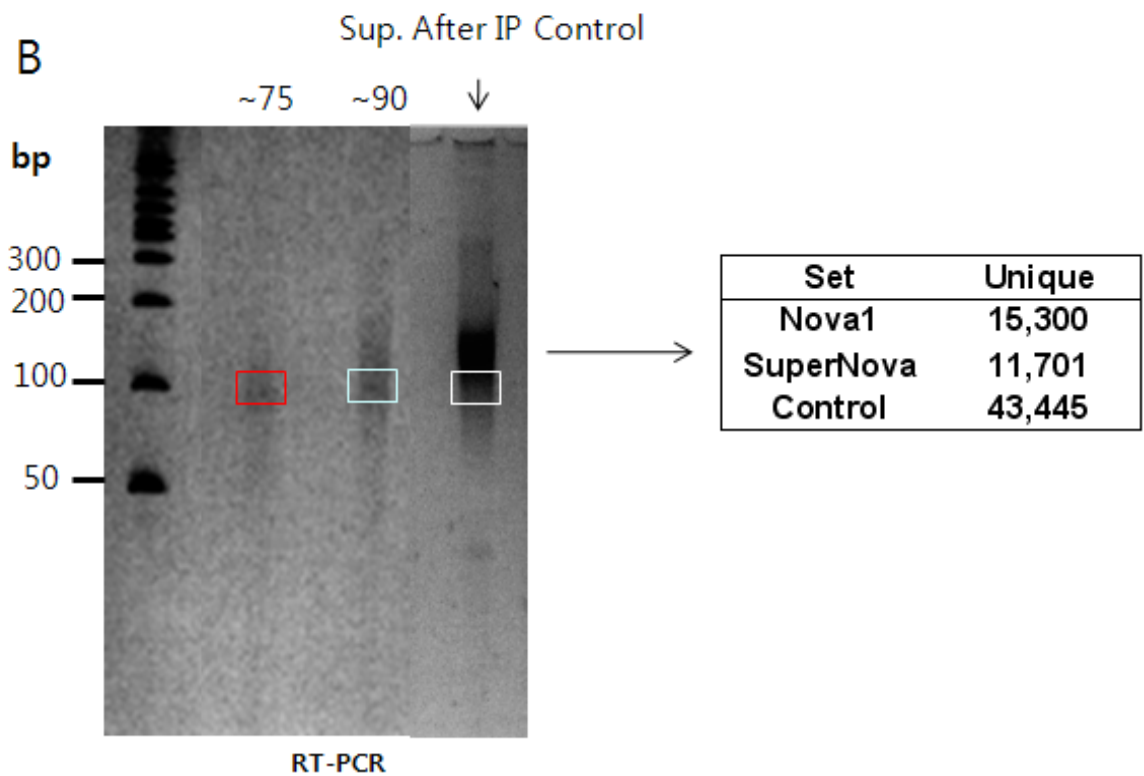 Sup. After IP Control
B
~75 ~90
bp
300
200
100
50
RT-PCR
Set Unique
Nova1 15,300
SuperNova 11,701
Control 43,445